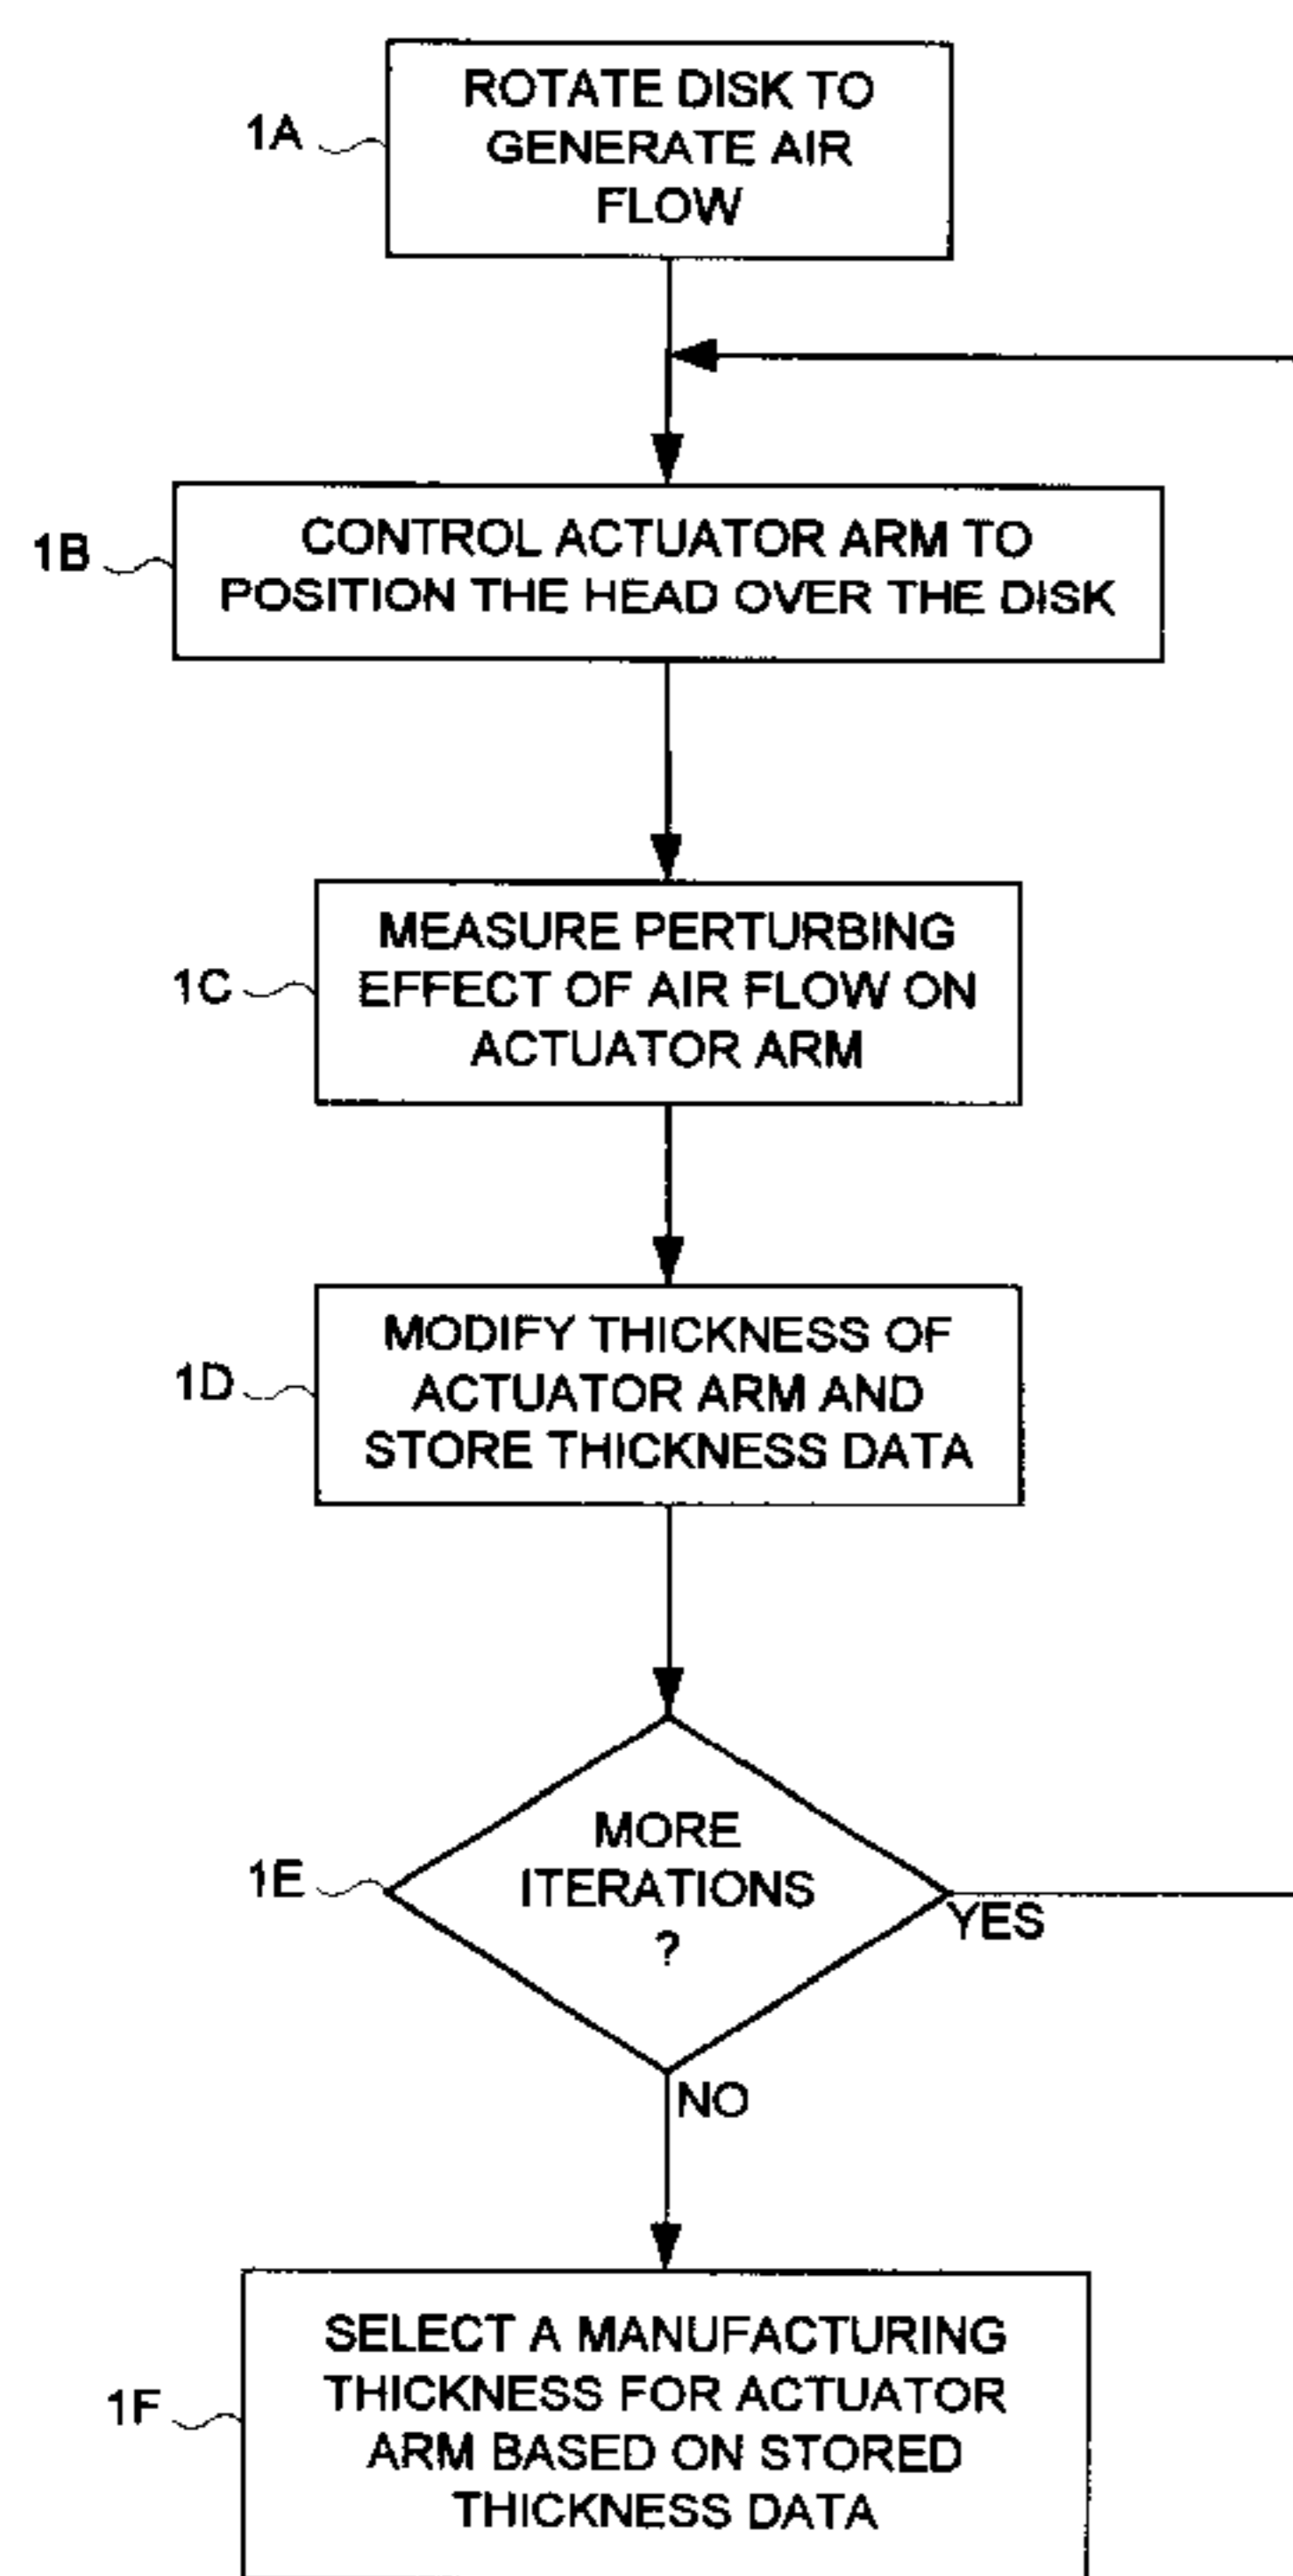 ROTATE DISK TO
GENERATE AIR
FLOW
1A
CONTROL ACTUATOR ARM TO
POSITION THE HEAD OVER THE DISK
1B
MEASURE PERTURBING
EFFECT OF AIR FLOW ON
ACTUATOR ARM
1C
MODIFY THICKNESS OF
ACTUATOR ARM AND
STORE THICKNESS DATA
1D
MORE
ITERATIONS
?
1E
YES
NO
SELECT A MANUFACTURING
THICKNESS FOR ACTUATOR
ARM BASED ON STORED
THICKNESS DATA
1F